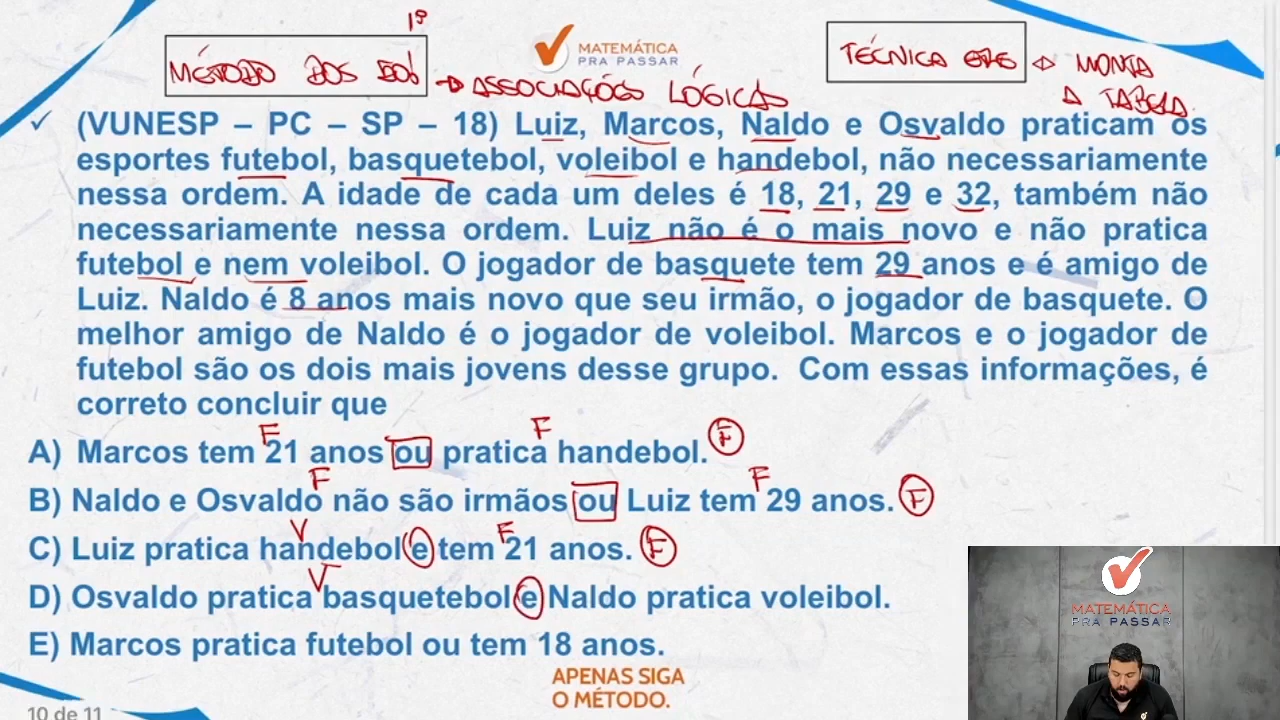 1º
MÉTODO DOS 50!
→ ASSOCIAÇÕES LÓGICAS
MATEMÁTICA
PRA PASSAR
TÉCNICA
MONTA
A TABELA.
✓ (VUNESP – PC – SP – 18) Luiz, Marcos, Naldo e Osvaldo praticam os
esportes futebol, basquetebol, voleibol e handebol, não necessariamente
nessa ordem. A idade de cada um deles é 18, 21, 29 e 32, também não
necessariamente nessa ordem. Luiz não é o mais novo e não pratica
futebol e nem voleibol. O jogador de basquete tem 29 anos e é amigo de
Luiz. Naldo é 8 anos mais novo que seu irmão, o jogador de basquete. O
melhor amigo de Naldo é o jogador de voleibol. Marcos e o jogador de
futebol são os dois mais jovens desse grupo. Com essas informações, é
correto concluir que
F F
A) Marcos tem 21 anos ou pratica handebol. F
F F
B) Naldo e Osvaldo não são irmãos ou Luiz tem 29 anos. F
V F
C) Luiz pratica handebol e tem 21 anos. F
V
D) Osvaldo pratica basquetebol e Naldo pratica voleibol.
E) Marcos pratica futebol ou tem 18 anos.
APENAS SIGA
O MÉTODO.
MATEMÁTICA
PRA PASSAR
10 de 11